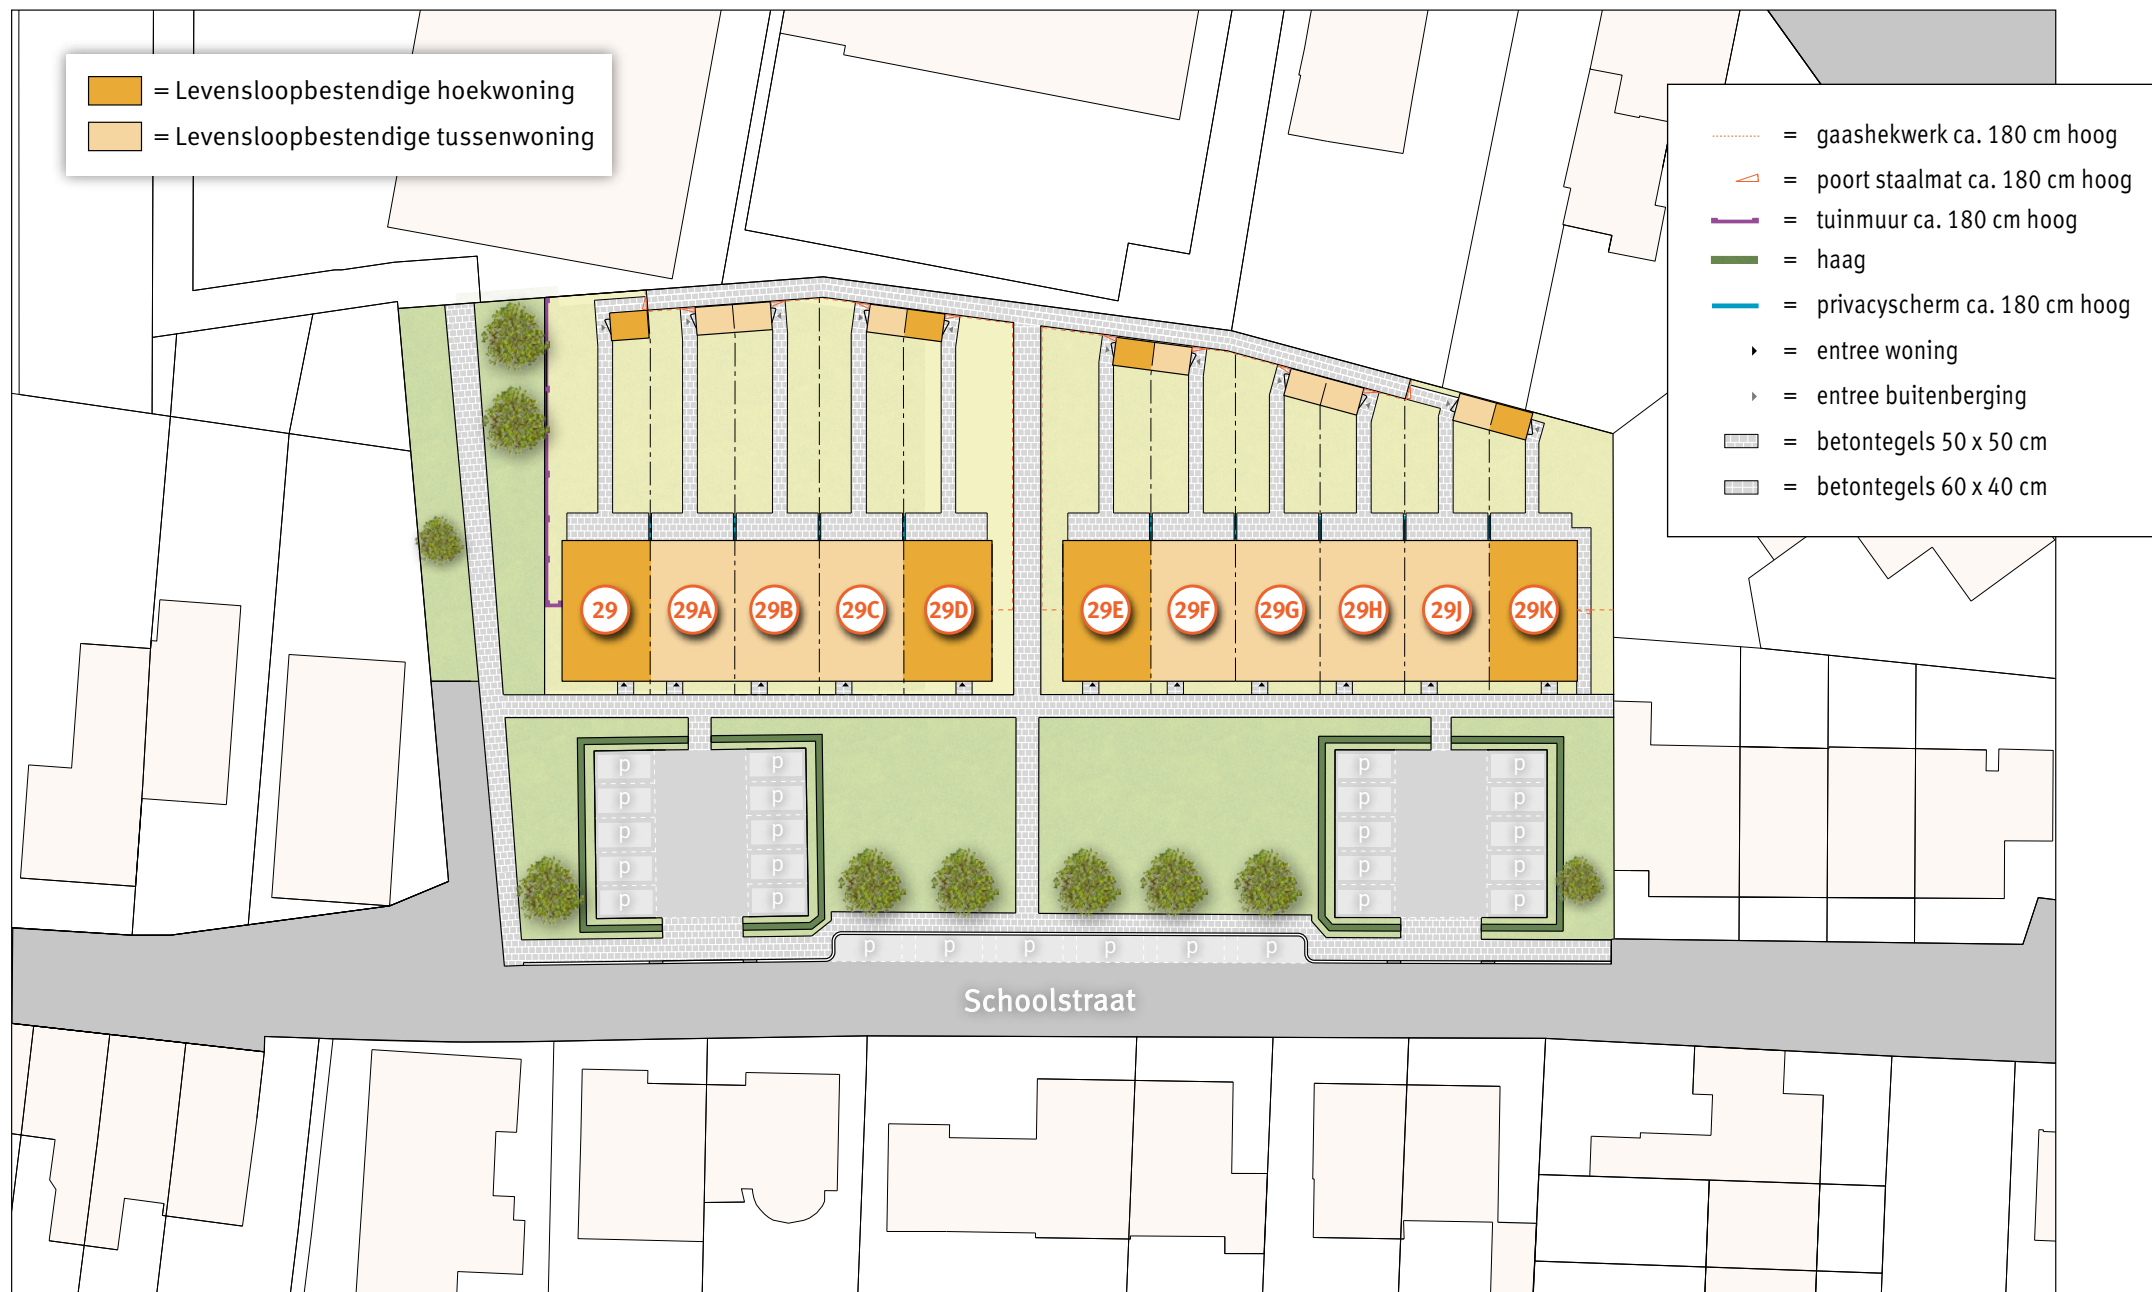 = Levensloopbestendige hoekwoning
= Levensloopbestendige tussenwoning
= gaashekwerk ca. 180 cm hoog
= poort staalmat ca. 180 cm hoog
= tuinmuur ca. 180 cm hoog
= haag
= privacyscherm ca. 180 cm hoog
= entree woning
= entree buitenberging
= betontegels 50 x 50 cm
= betontegels 60 x 40 cm
29 29A 29B 29C 29D 29E 29F 29G 29H 29J 29K
p p p p
p p p p
p p p p
p p p p
p p p p
p p p p p p
Schoolstraat